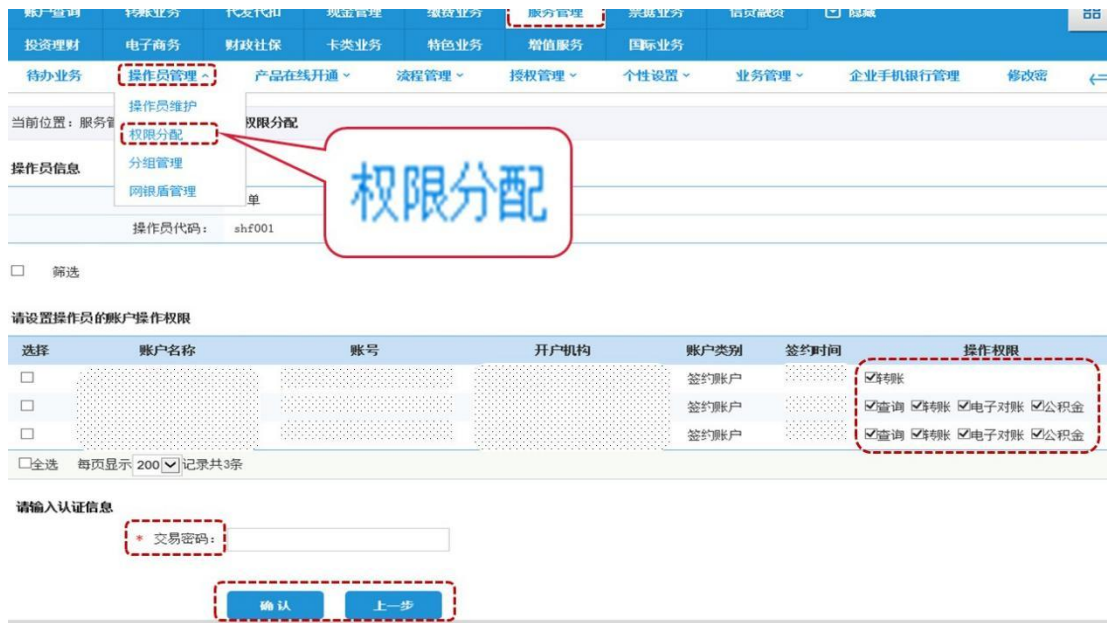 账户查询 转账业务 代发代扣 现金管理 缴费业务 服务管理 票据业务 信贷融资 隐藏
投资理财 电子商务 财政社保 卡类业务 特色业务 增值服务 国际业务
待办业务 操作员管理 产品在线开通 流程管理 授权管理 个性设置 业务管理 企业手机银行管理 修改密
操作员维护
当前位置：服务管 权限分配
权限分配
权限分配
操作员信息
分组管理
网银盾管理
单
操作员代码： shf001
筛选
请设置操作员的账户操作权限
选择 账户名称 账号 开户机构 账户类别 签约时间 操作权限
签约账户 转账
签约账户 查询 转账 电子对账 公积金
签约账户 查询 转账 电子对账 公积金
全选 每页显示 200 记录共3条
请输入认证信息
* 交易密码：
确认 上一步